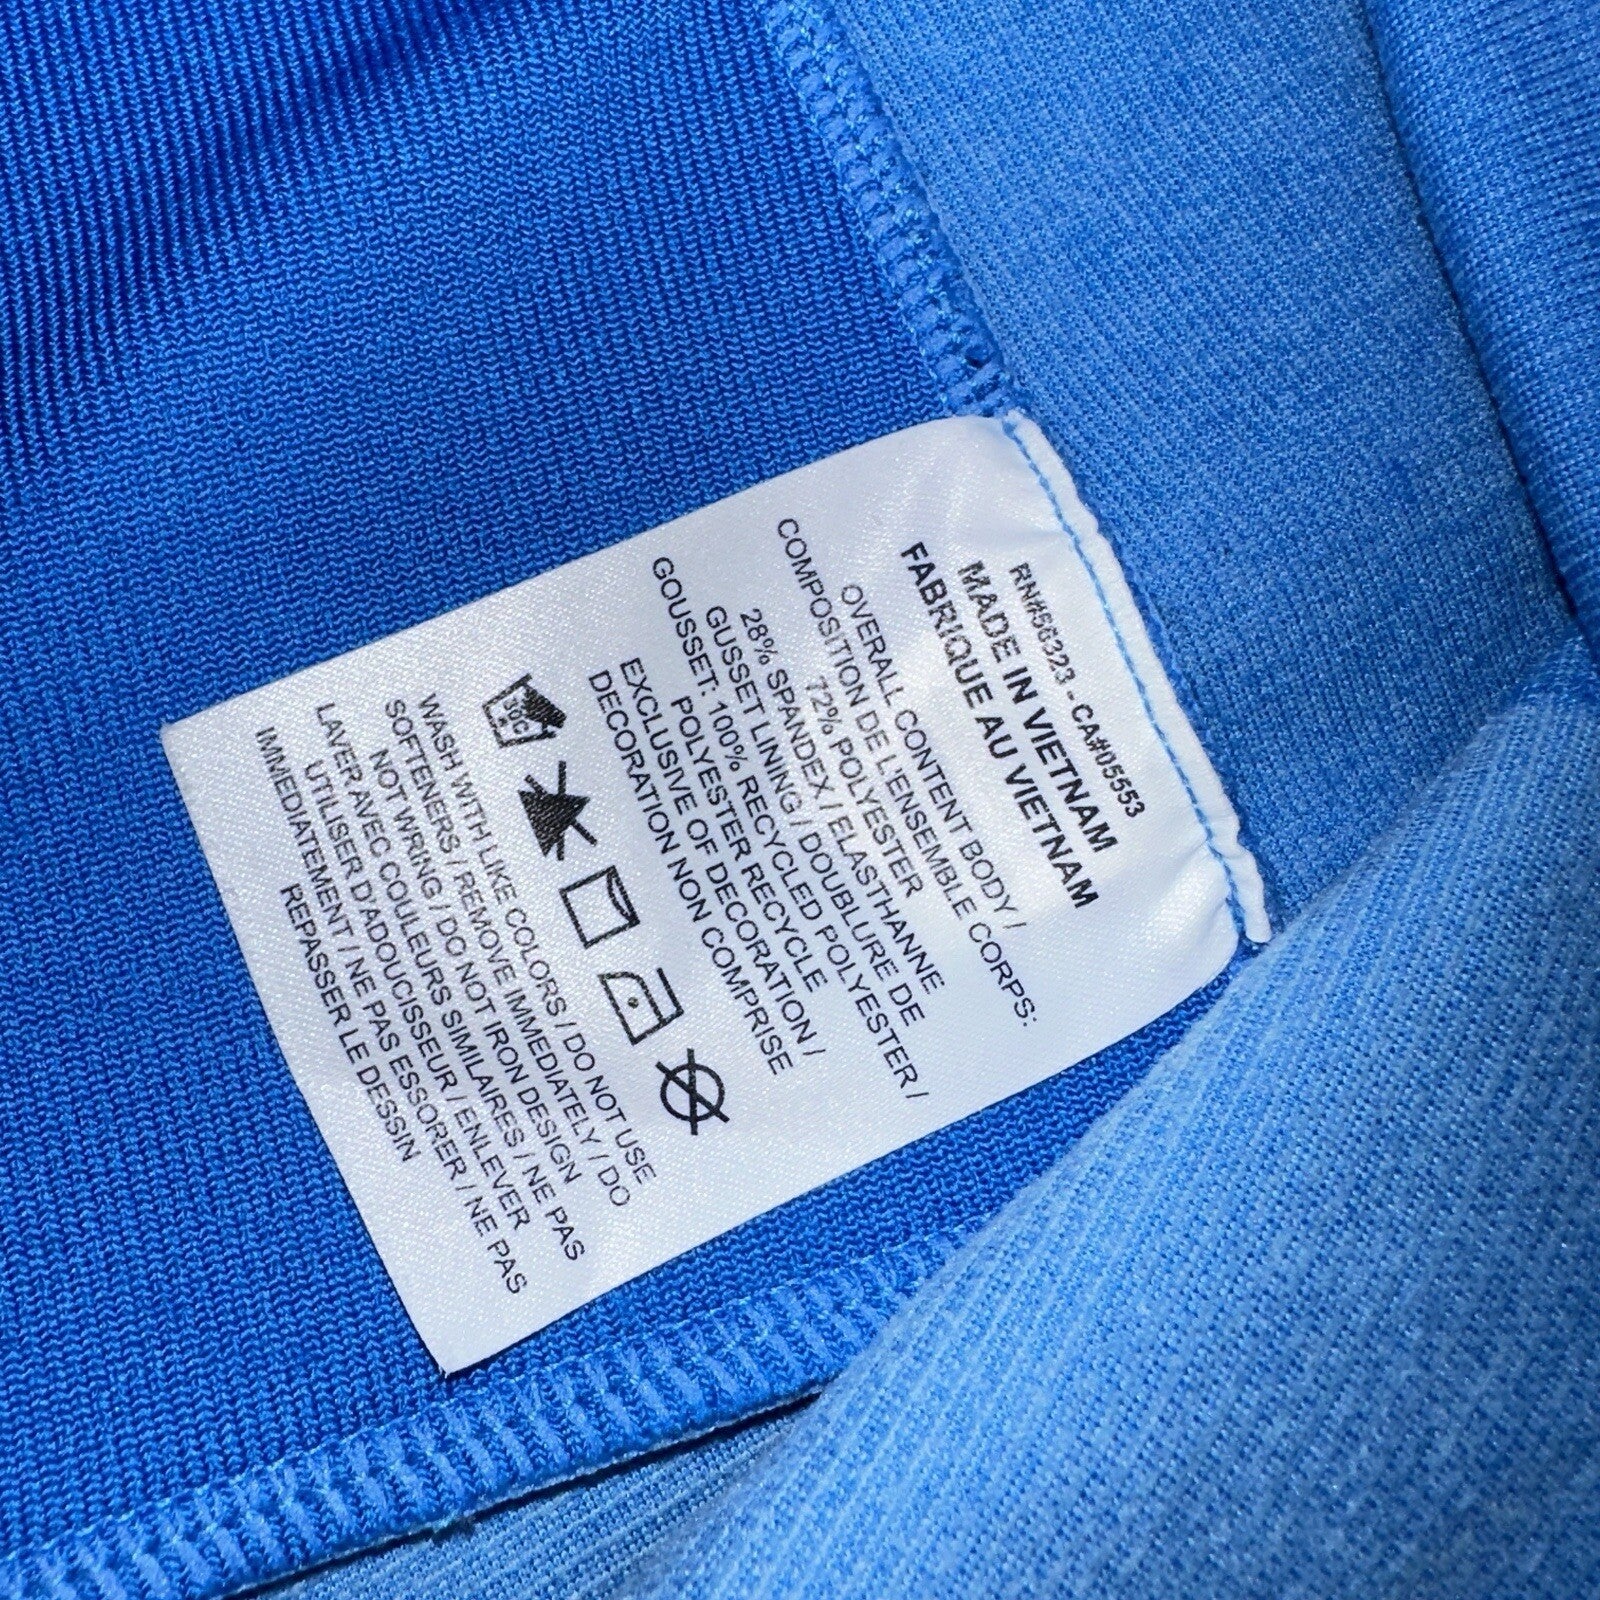 RN#56323 - CA#05553
MADE IN VIETNAM
FABRIQUE AU VIETNAM
OVERALL CONTENT BODY /
COMPOSITION DE L'ENSEMBLE CORPS:
72% POLYESTER
28% SPANDEX / ELASTHANNE
GUSSET LINING / DOUBLURE DE
GOUSSET: 100% RECYCLED POLYESTER /
POLYESTER RECYCLE
EXCLUSIVE OF DECORATION /
DECORATION NON COMPRISE
30C
WASH WITH LIKE COLORS / DO NOT USE
SOFTENERS / REMOVE IMMEDIATELY / DO
NOT WRING / DO NOT IRON DESIGN
LAVER AVEC COULEURS SIMILAIRES / NE PAS
UTILISER D'ADOUCISSEUR / ENLEVER
IMMEDIATEMENT / NE PAS ESSORER / NE PAS
REPASSER LE DESSIN